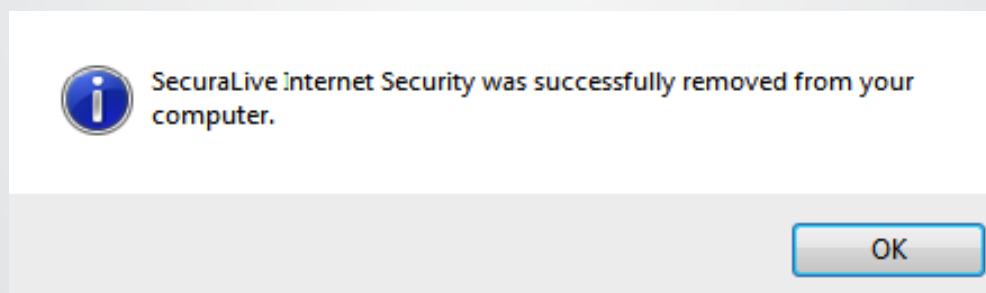 SecuraLive Internet Security was successfully removed from your
computer.
OK